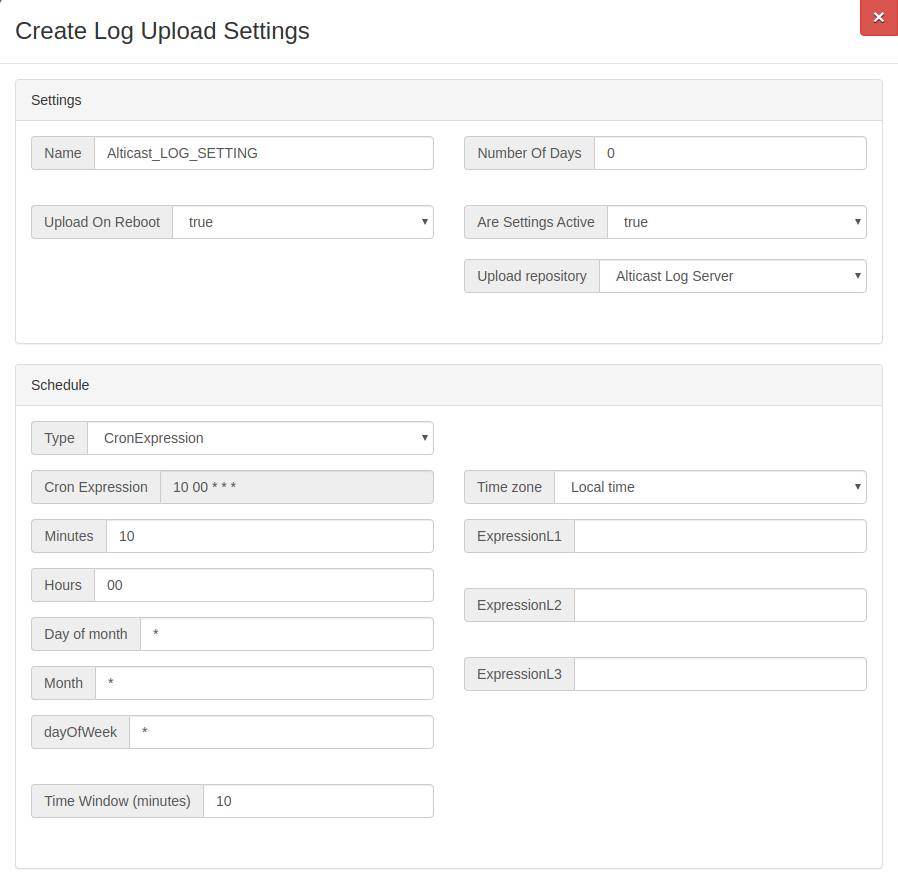 Create Log Upload Settings
×
Settings
Name Alticast_LOG_SETTING
Number Of Days 0
Upload On Reboot true
Are Settings Active true
Upload repository Alticast Log Server
Schedule
Type CronExpression
Cron Expression 10 00 * * *
Time zone Local time
Minutes 10
ExpressionL1
Hours 00
ExpressionL2
Day of month *
Month *
ExpressionL3
dayOfWeek *
Time Window (minutes) 10